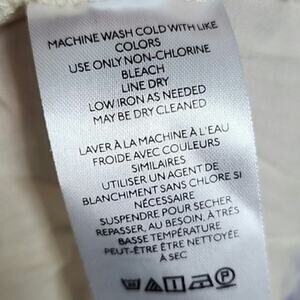 MACHINE WASH COLD WITH LIKE
COLORS
USE ONLY NON-CHLORINE
BLEACH
LINE DRY
LOW IRON AS NEEDED
MAY BE DRY CLEANED
LAVER À LA MACHINE À L'EAU
FROIDE AVEC COULEURS
SIMILAIRES
UTILISER UN AGENT DE
BLANCHIMENT SANS CHLORE SI
NÉCESSAIRE
SUSPENDRE POUR SÉCHER
REPASSER, AU BESOIN, À TRÈS
BASSE TEMPÉRATURE
PEUT-ÊTRE ÊTRE NETTOYÉE
À SEC